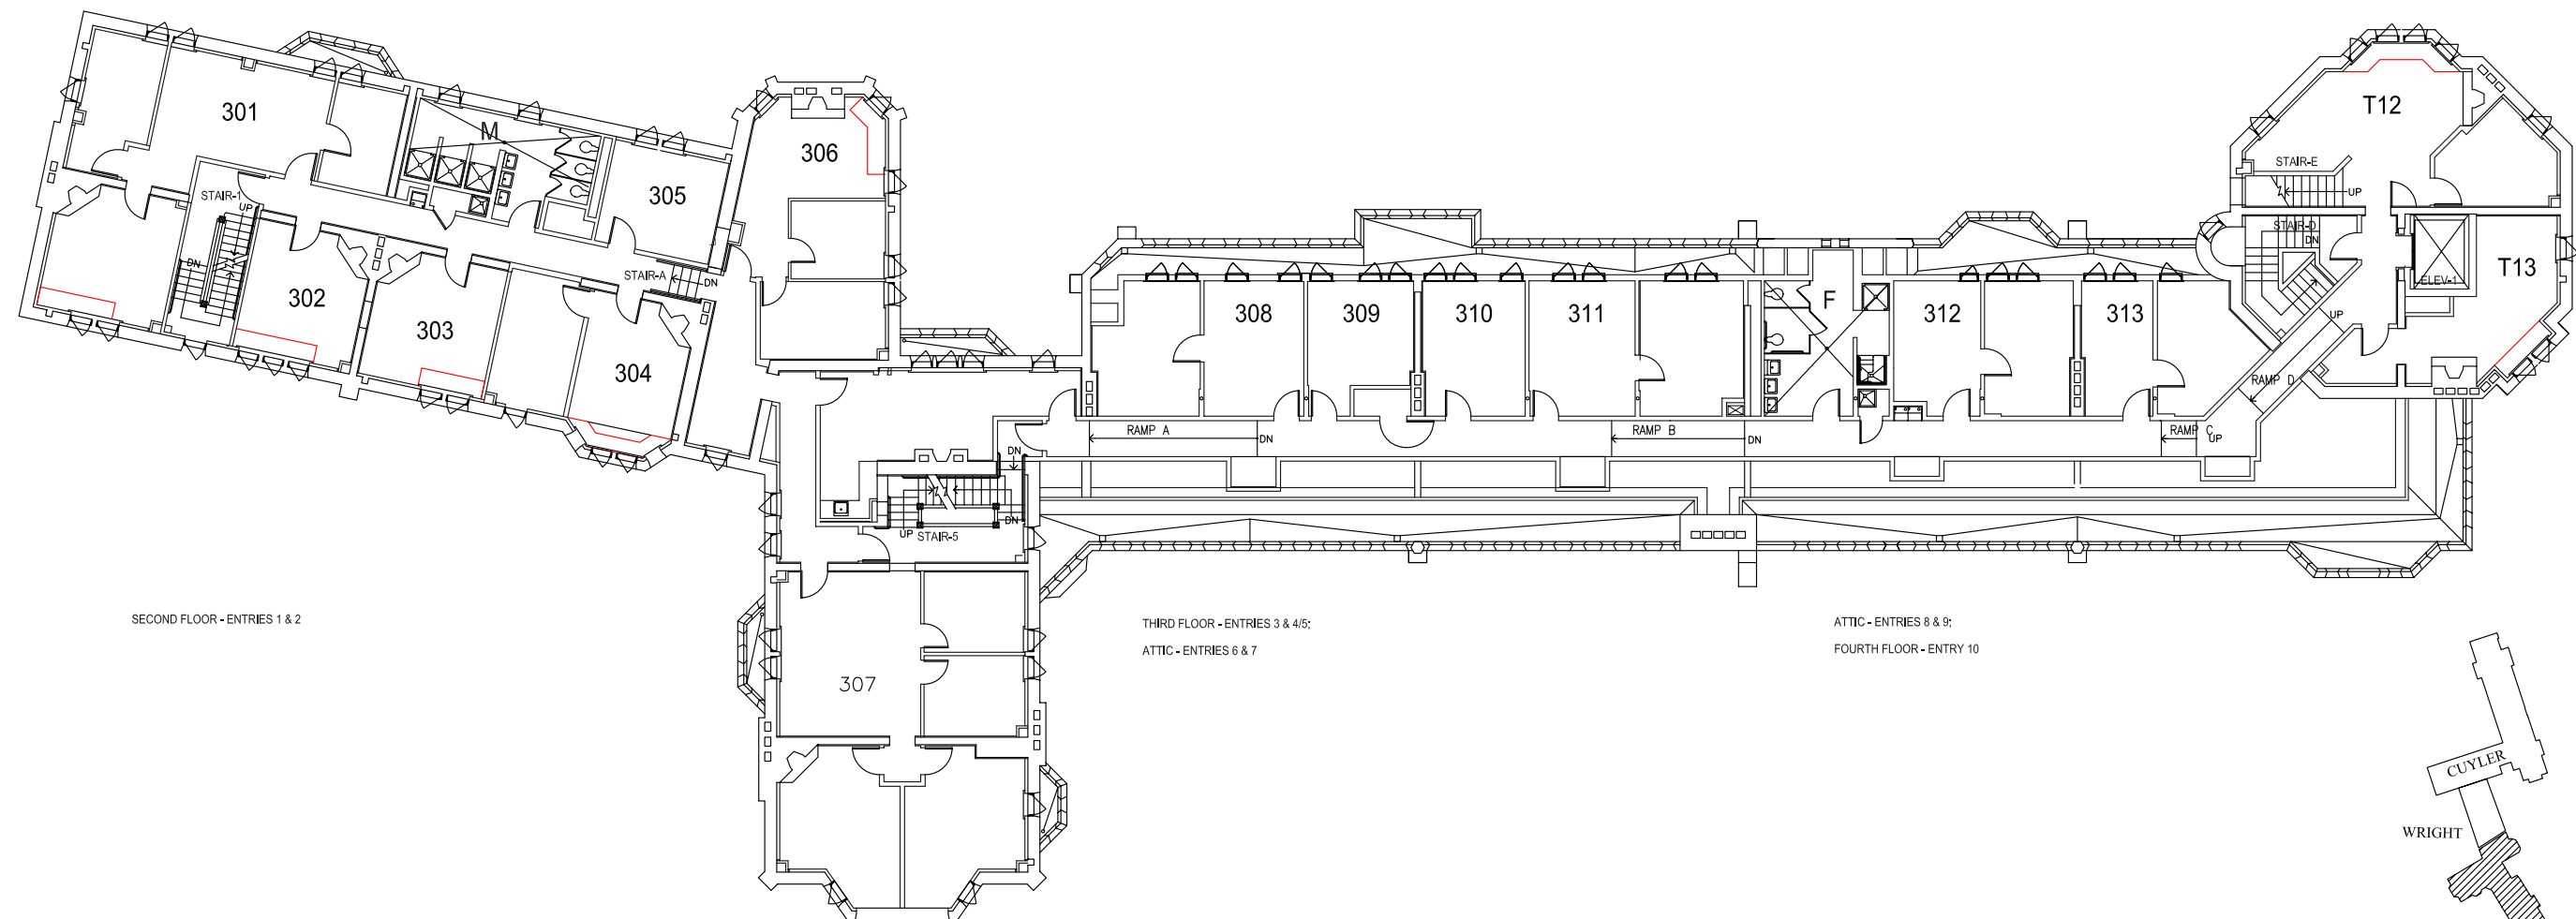 301
M
305
306
STAIR-1
UP
DN
302
303
304
STAIR-A
DN
308
309
310
311
F
312
313
T12
STAIR-E
UP
STAIR-D
DN
ELEV-1
T13
UP
RAMP D
RAMP A
DN
RAMP B
DN
RAMP C
UP
DN
DN
UP
STAIR-5
307
SECOND FLOOR - ENTRIES 1 & 2
THIRD FLOOR - ENTRIES 3 & 4/5;
ATTIC - ENTRIES 6 & 7
ATTIC - ENTRIES 8 & 9;
FOURTH FLOOR - ENTRY 10
CUYLER
WRIGHT